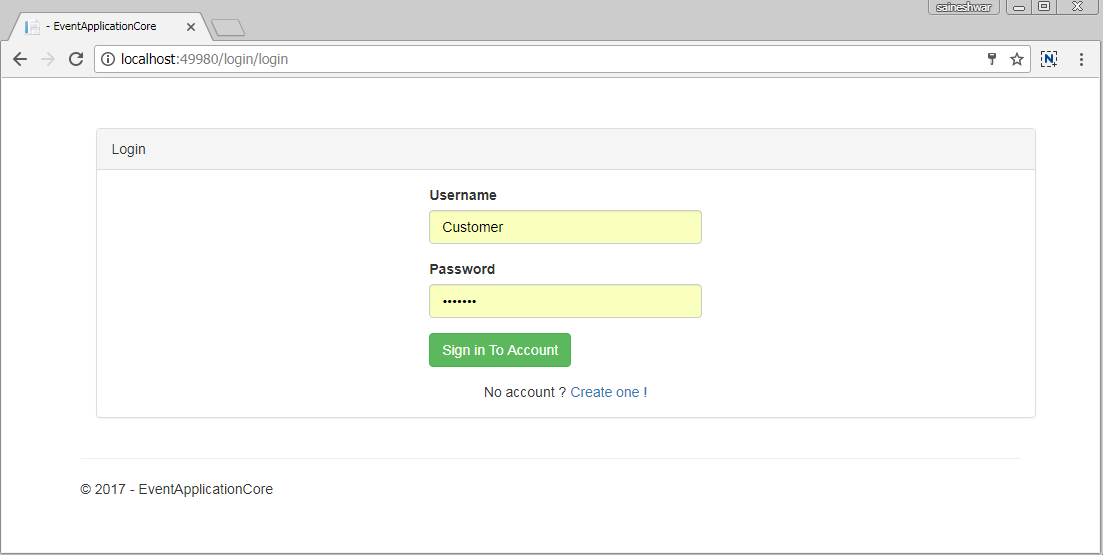 saineshwar
- EventApplicationCore
localhost:49980/login/login
N
Login
Username
Customer
Password
•••••••
Sign in To Account
No account ? Create one !
© 2017 - EventApplicationCore